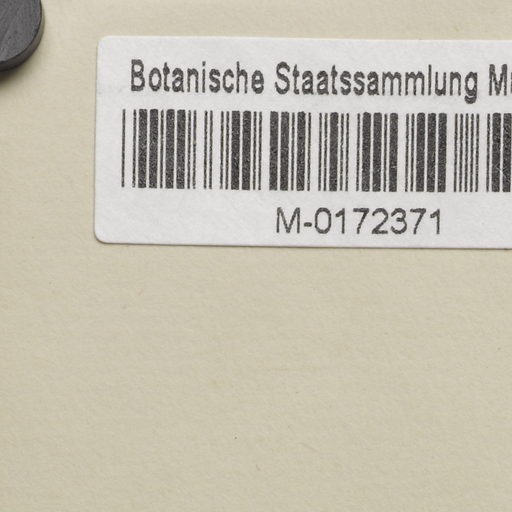 Botanische Staatssammlung
M-0172371